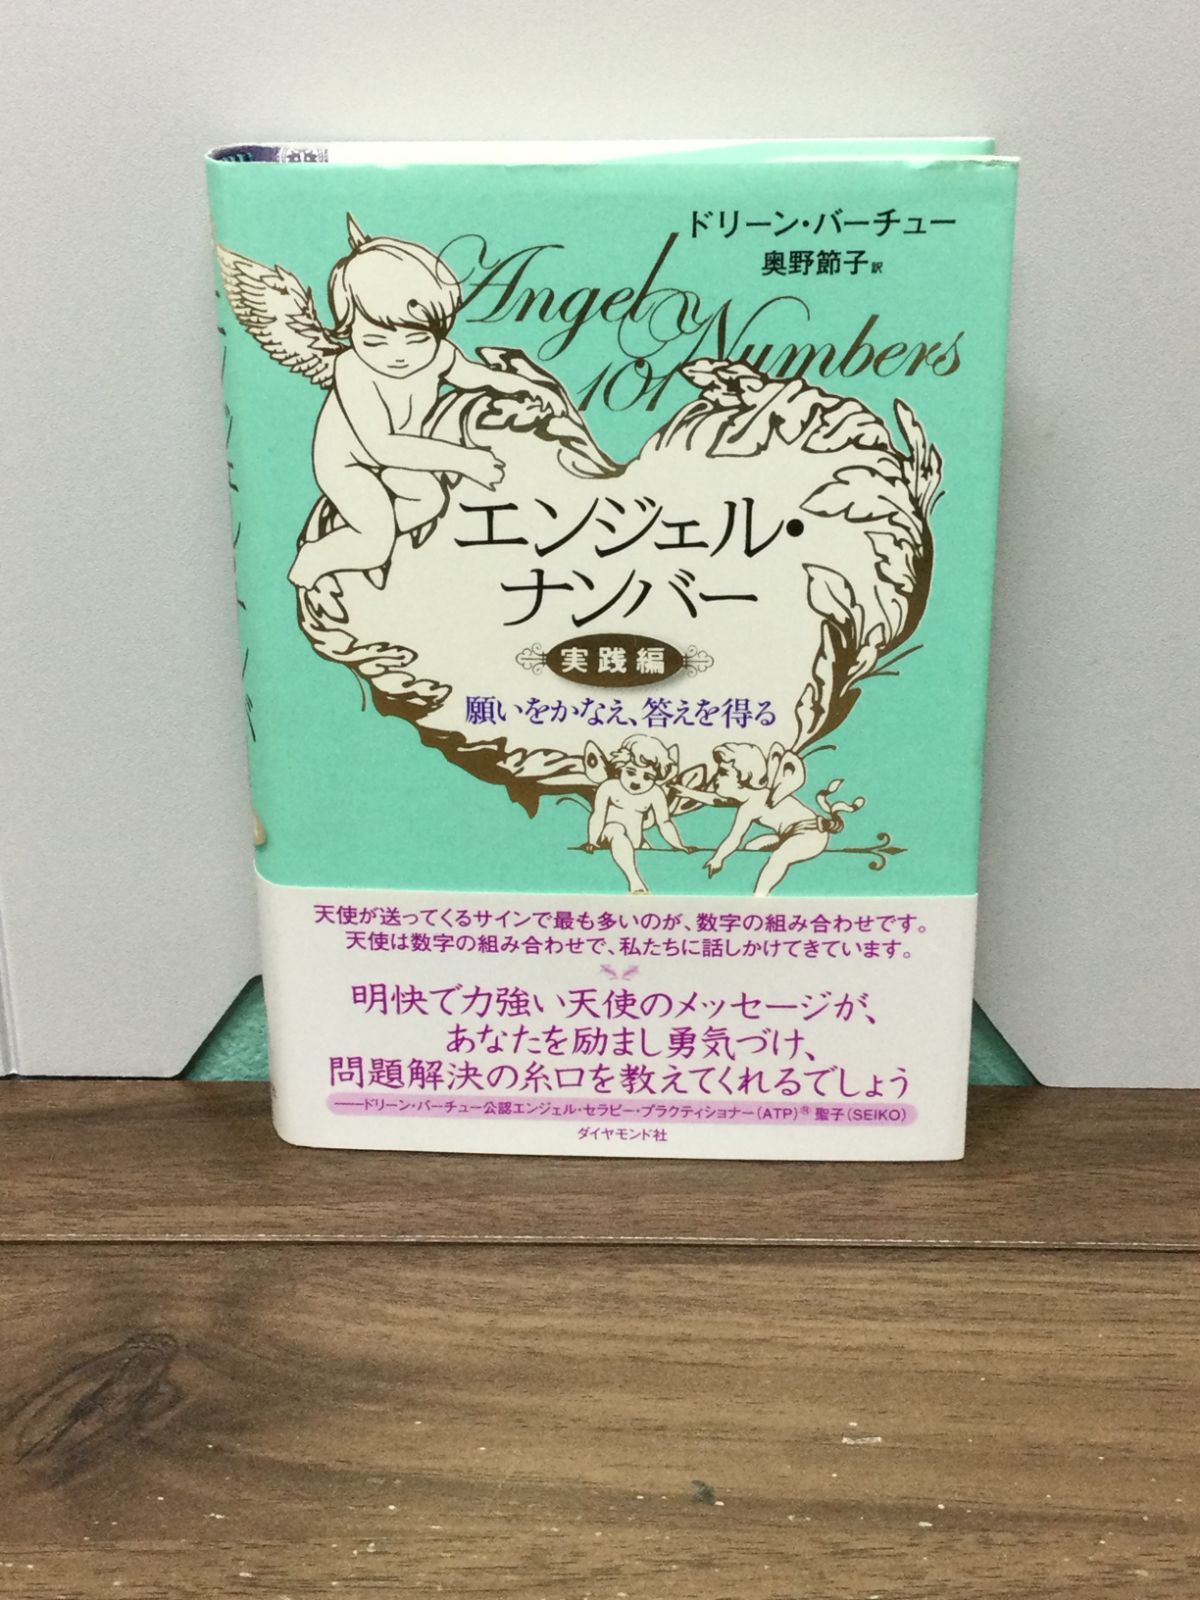 ドリーン・バーチュー
奥野節子 訳
Angel
Numbers
101
エンジェル・
ナンバー
実践編
願いをかなえ、答えを得る
天使が送ってくるサインで最も多いのが、数字の組み合わせです。
天使は数字の組み合わせで、私たちに話しかけてきています。
明快で力強い天使のメッセージが、
あなたを励まし勇気づけ、
問題解決の糸口を教えてくれるでしょう
――ドリーン・バーチュー公認エンジェル・セラピー・プラクティショナー(ATP)® 聖子(SEIKO)
ダイヤモンド社